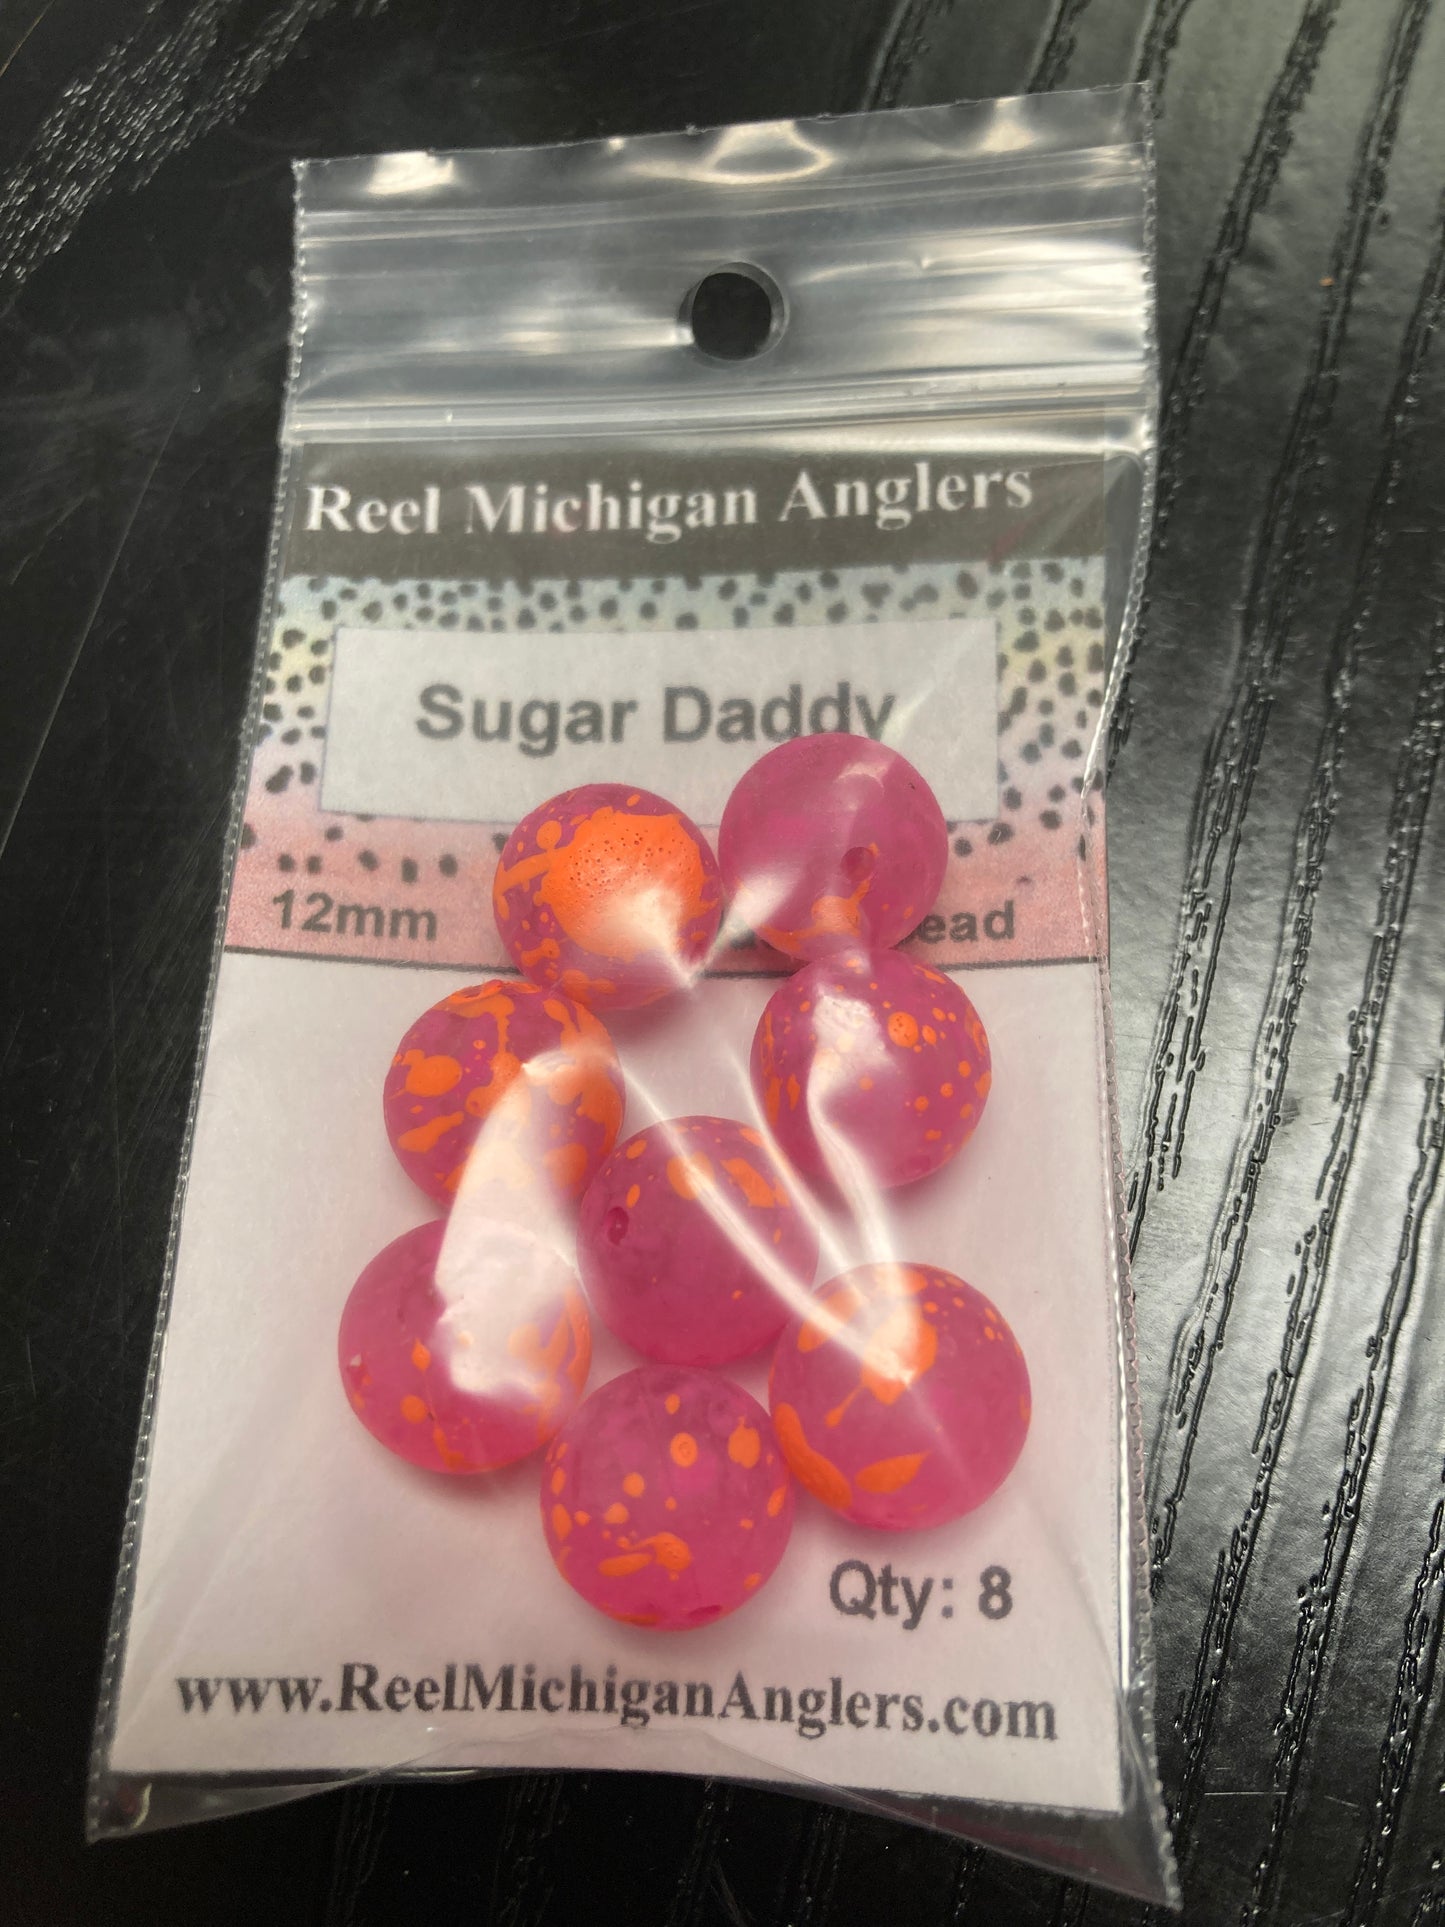 Reel Michigan Anglers
Sugar Daddy
12mm
Qty: 8
www.ReelMichiganAnglers.com